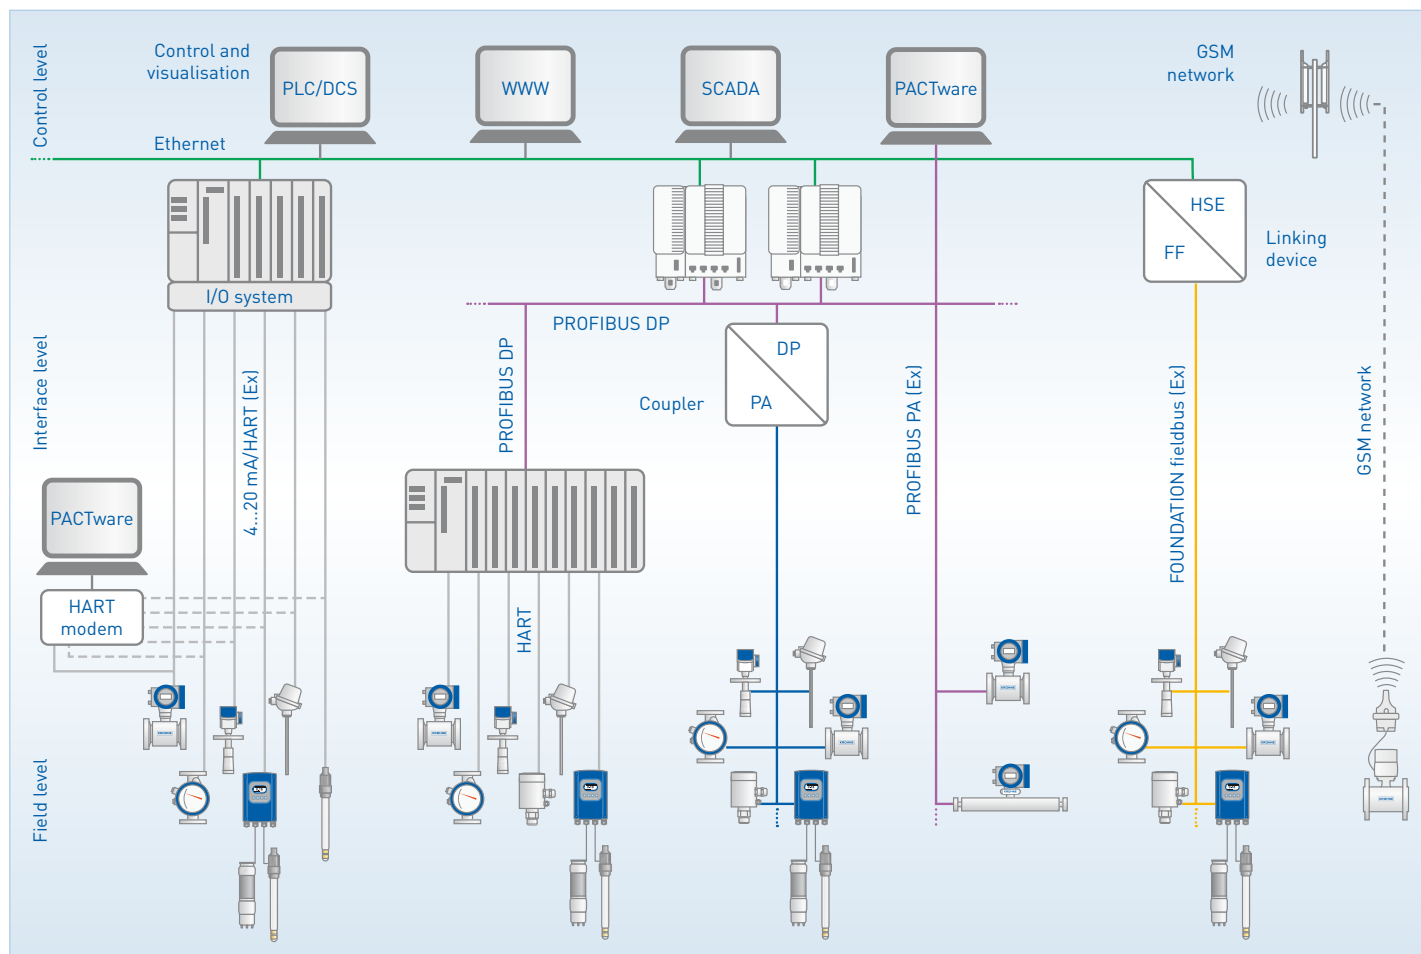 Control level
Control and
visualisation
PLC/DCS
WWW
SCADA
PACTware
GSM
network
Ethernet
HSE
FF
Linking
device
I/O system
PROFIBUS DP
Interface level
4...20 mA/HART (Ex)
PROFIBUS DP
Coupler
DP
PA
PROFIBUS PA (Ex)
FOUNDATION fieldbus (Ex)
GSM network
PACTware
HART
modem
HART
Field level